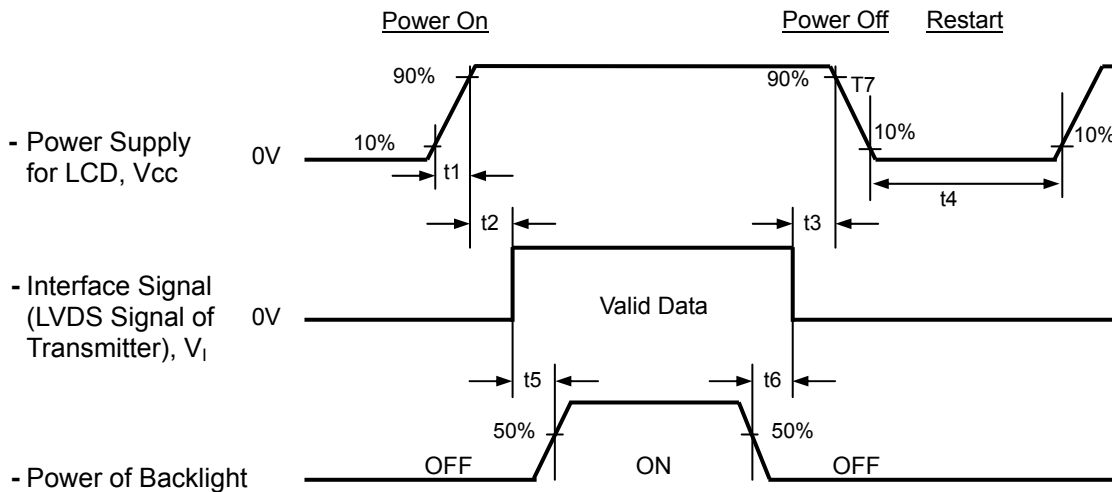 Power On
Power Off
Restart
90%
90%
T7
- Power Supply
for LCD, Vcc
0V
10%
10%
10%
t1
t4
t2
t3
- Interface Signal
(LVDS Signal of
Transmitter), VI
0V
Valid Data
t5
t6
50%
50%
- Power of Backlight
OFF
ON
OFF